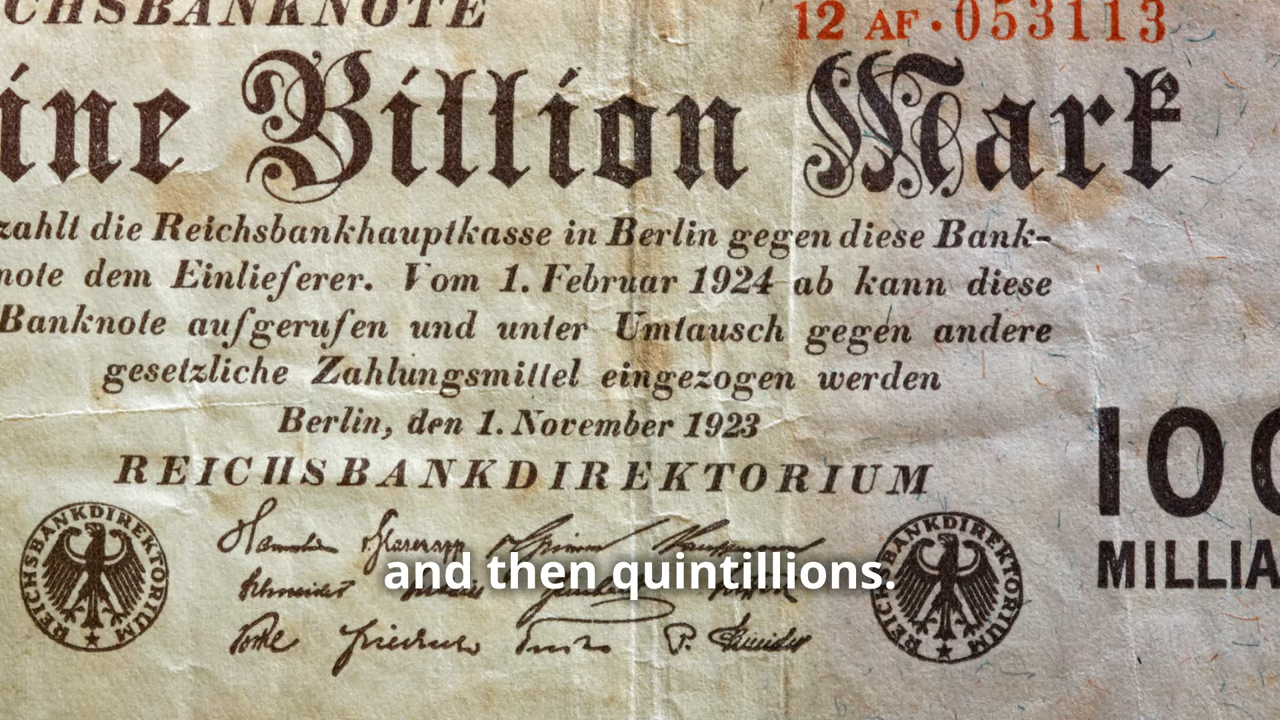 CHSBANKNOTE
12 AF·053113
ine Billion Mark
zahlt die Reichsbankhauptkasse in Berlin gegen diese Bank-
note dem Einlieferer. Vom 1. Februar 1924 ab kann diese
Banknote aufgerufen und unter Umtausch gegen andere
gesetzliche Zahlungsmittel eingezogen werden
Berlin, den 1. November 1923
REICHSBANKDIREKTORIUM
100
MILLIA
REICHSBANKDIREKTORIUM
REICHSBANKDIREKTORIUM
and then quintillions.